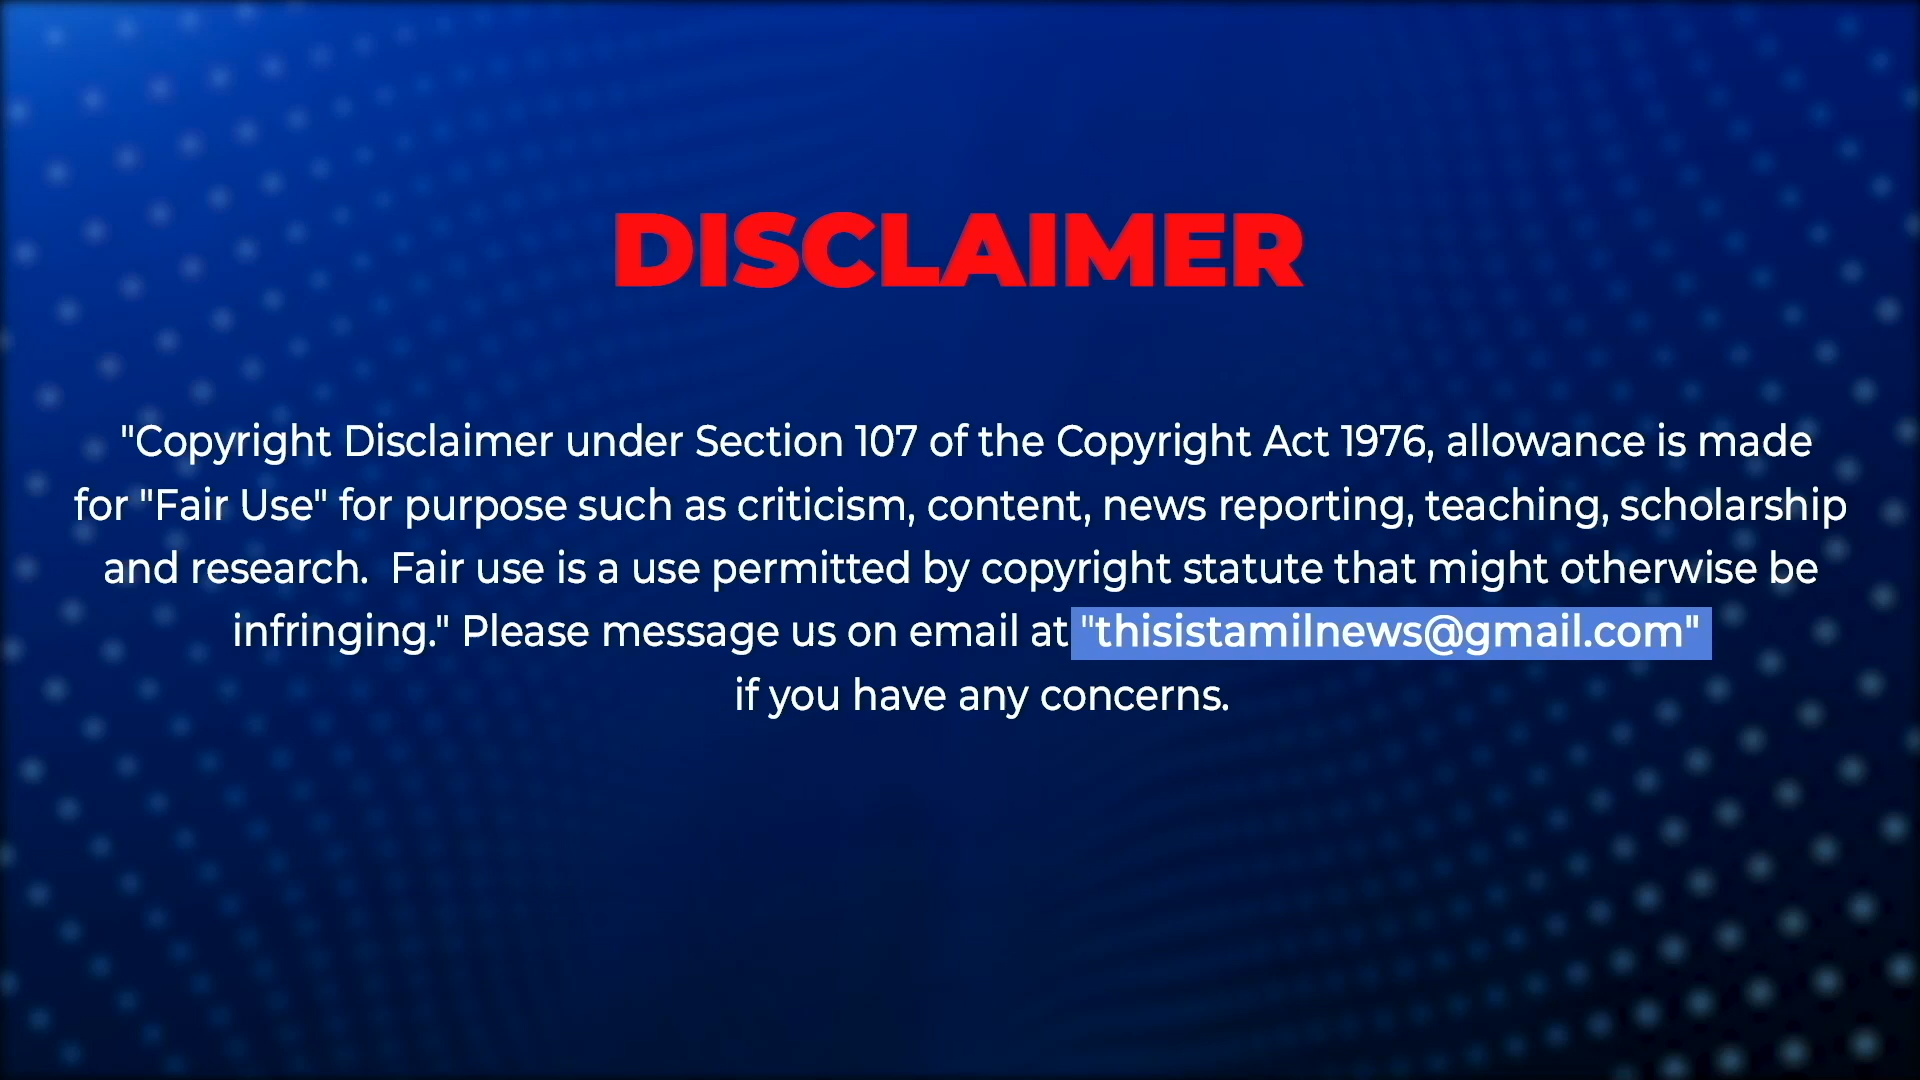 DISCLAIMER
"Copyright Disclaimer under Section 107 of the Copyright Act 1976, allowance is made
for "Fair Use" for purpose such as criticism, content, news reporting, teaching, scholarship
and research.  Fair use is a use permitted by copyright statute that might otherwise be
infringing." Please message us on email at "thisistamilnews@gmail.com"
if you have any concerns.